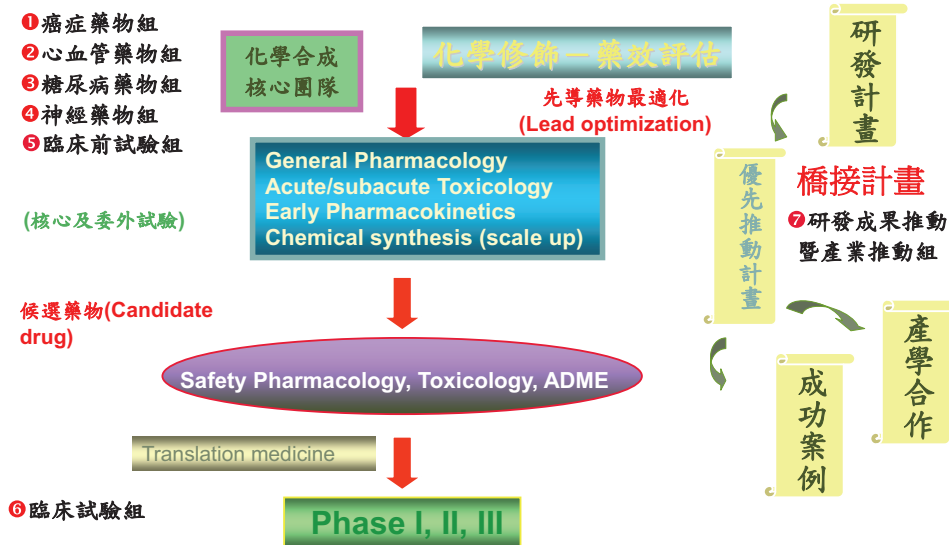 ❶癌症藥物組
❷心血管藥物組
❸糖尿病藥物組
❹神經藥物組
❺臨床前試驗組
化學合成
核心團隊
化學修飾－藥效評估
先導藥物最適化
(Lead optimization)
General Pharmacology
Acute/subacute Toxicology
Early Pharmacokinetics
Chemical synthesis (scale up)
(核心及委外試驗)
候選藥物(Candidate
drug)
Safety Pharmacology, Toxicology, ADME
Translation medicine
❻臨床試驗組
Phase I, II, III
研發計畫
優先推動計畫
橋接計畫
❼研發成果推動
暨產業推動組
產學合作
成功案例